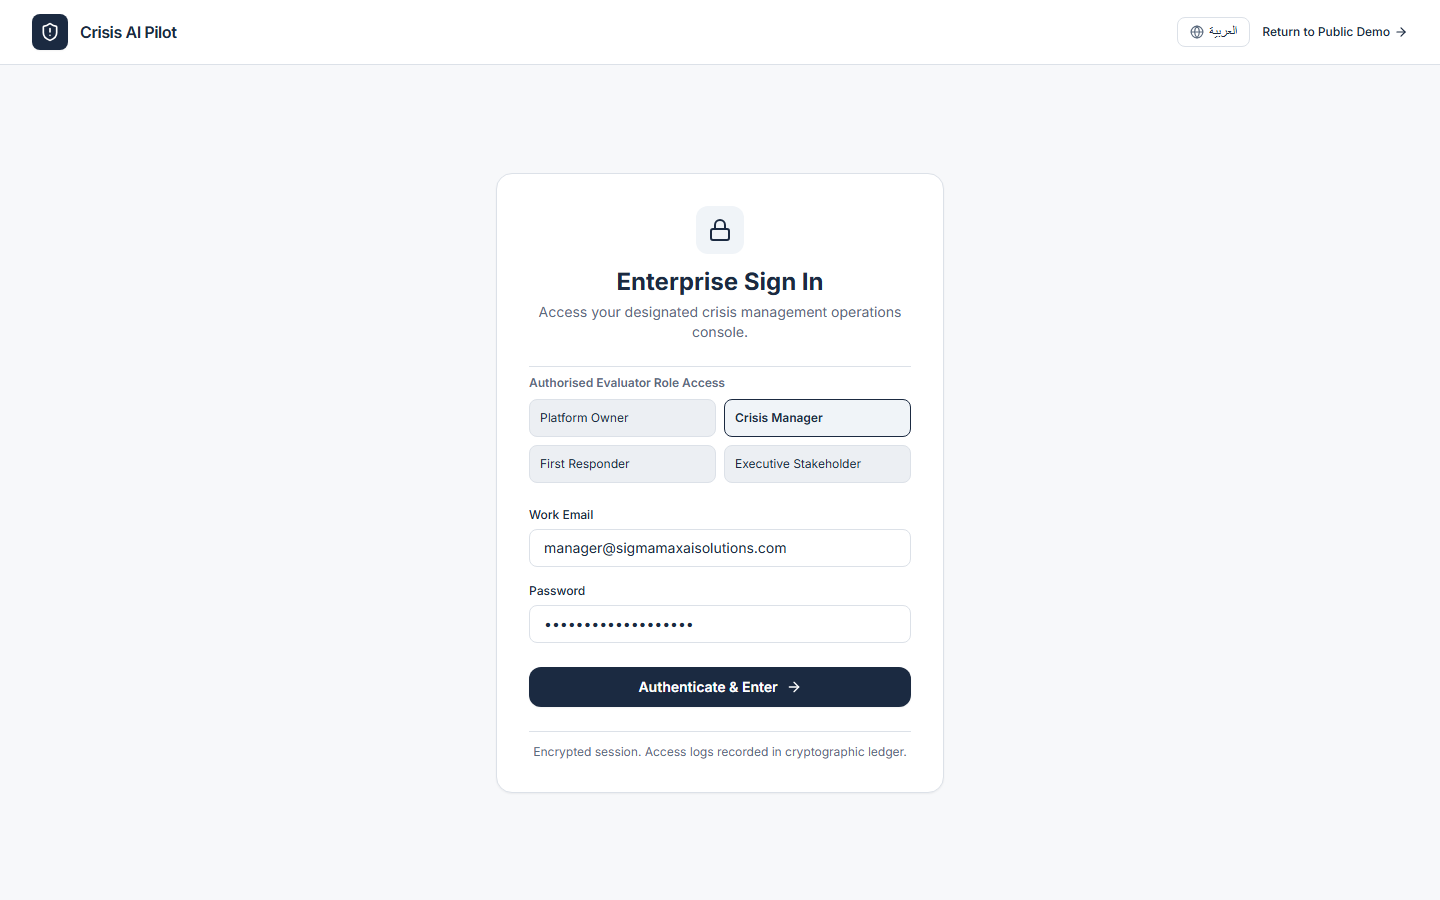 Crisis AI Pilot
العربية
Return to Public Demo →
Enterprise Sign In
Access your designated crisis management operations
console.
Authorised Evaluator Role Access
Platform Owner
Crisis Manager
First Responder
Executive Stakeholder
Work Email
manager@sigmamaxaisolutions.com
Password
•••••••••••••••••••
Authenticate & Enter →
Encrypted session. Access logs recorded in cryptographic ledger.